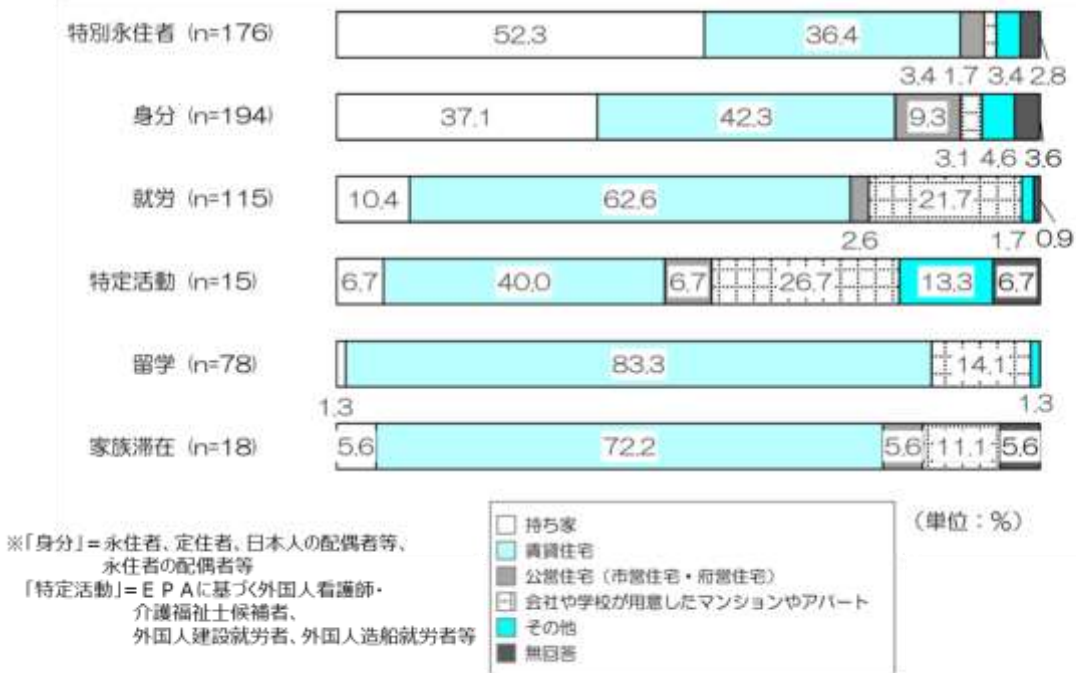 特別永住者 (n=176)
52.3 36.4
3.4 1.7 3.4 2.8
身分 (n=194)
37.1 42.3 9.3
3.1 4.6 3.6
就労 (n=115)
10.4 62.6 21.7
2.6 1.7 0.9
特定活動 (n=15)
6.7 40.0 6.7 26.7 13.3 6.7
留学 (n=78)
83.3 14.1
1.3 1.3
家族滞在 (n=18)
5.6 72.2 5.6 11.1 5.6
※「身分」=永住者、定住者、日本人の配偶者等、
永住者の配偶者等
「特定活動」=EPAに基づく外国人看護師・
介護福祉士候補者、
外国人建設就労者、外国人造船就労者等
持ち家
賃貸住宅
公営住宅（市営住宅・府営住宅）
会社や学校が用意したマンションやアパート
その他
無回答
（単位：%）